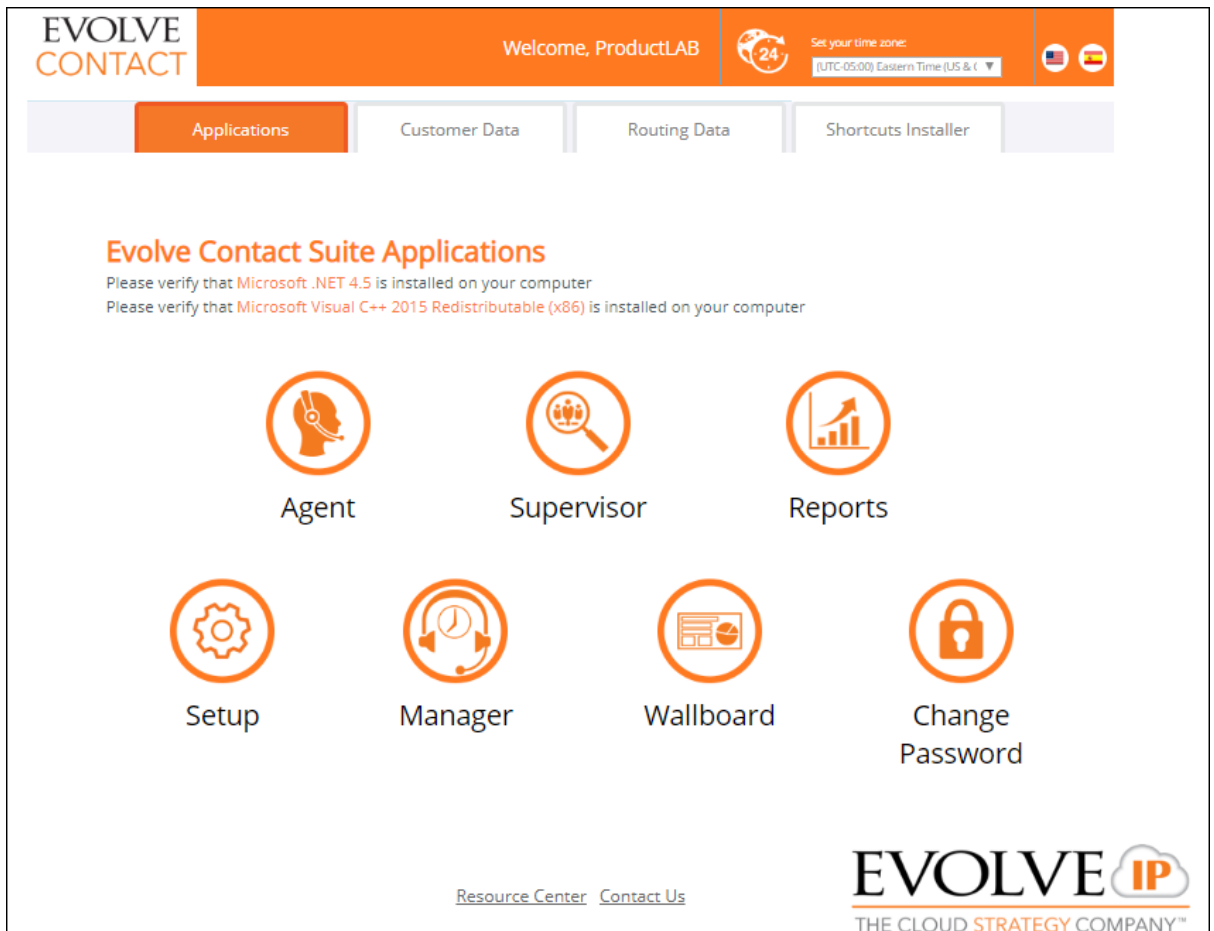 EVOLVE
CONTACT
Welcome, ProductLAB
24
Set your time zone:
(UTC-05:00) Eastern Time (US & (
Applications
Customer Data
Routing Data
Shortcuts Installer
Evolve Contact Suite Applications
Please verify that Microsoft .NET 4.5 is installed on your computer
Please verify that Microsoft Visual C++ 2015 Redistributable (x86) is installed on your computer
Agent
Supervisor
Reports
Setup
Manager
Wallboard
Change
Password
Resource Center
Contact Us
EVOLVE IP
THE CLOUD STRATEGY COMPANY™